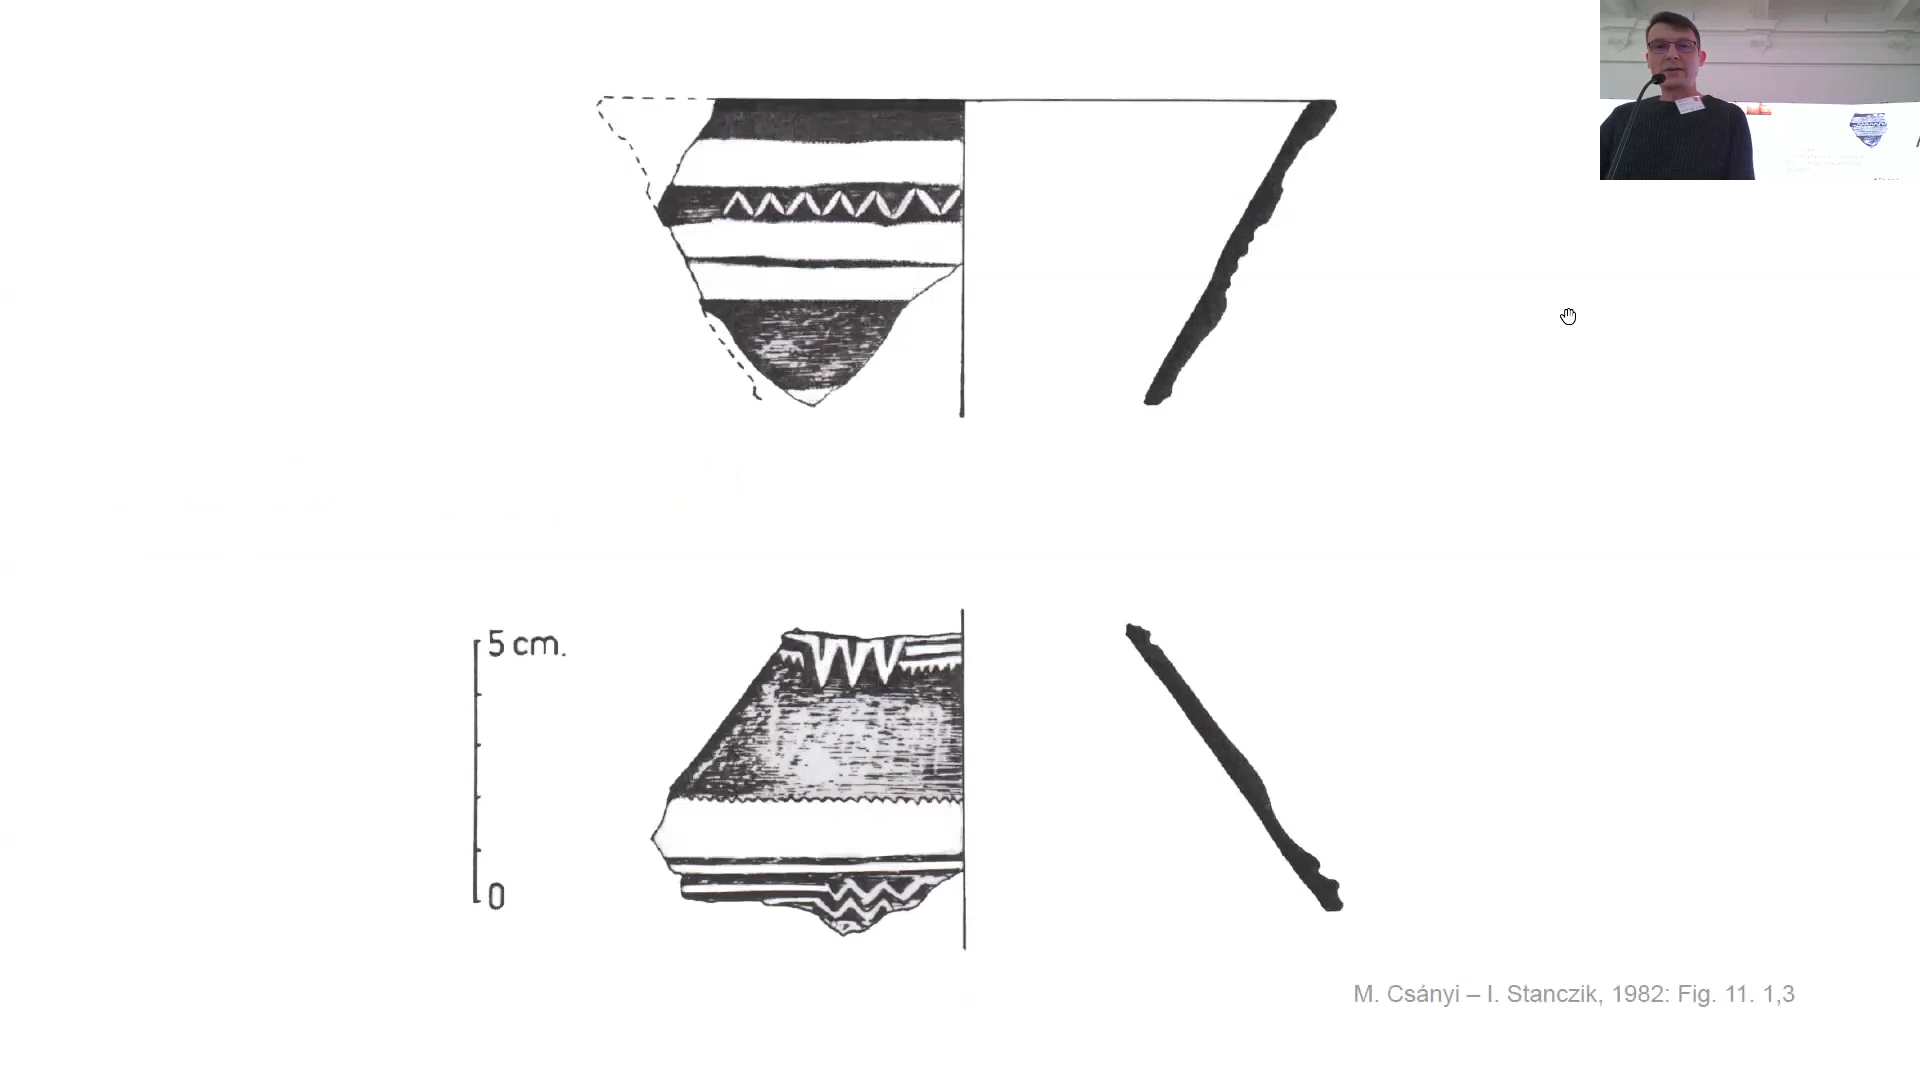 5 cm.
0
M. Csányi – I. Stanczik, 1982: Fig. 11. 1,3